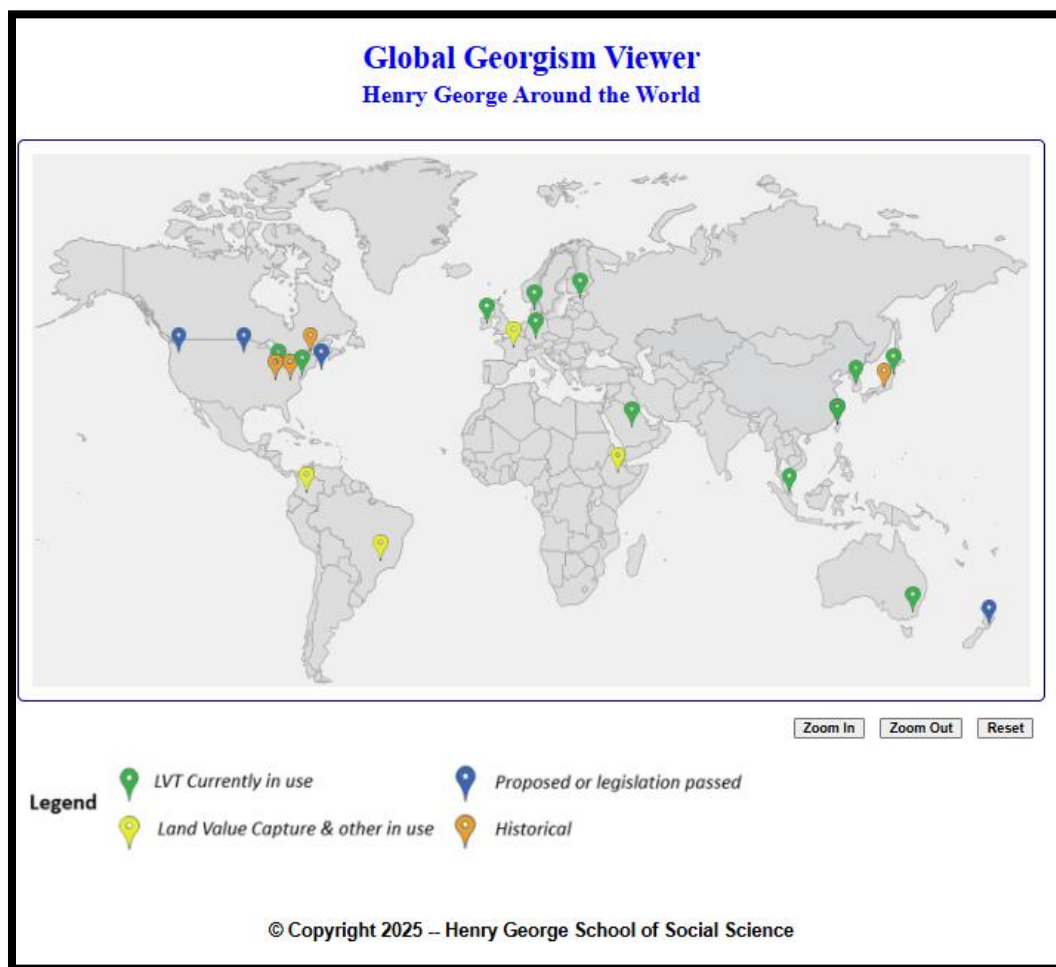 Global Georgism Viewer
Henry George Around the World
Zoom In Zoom Out Reset
Legend
LVT Currently in use
Proposed or legislation passed
Land Value Capture & other in use
Historical
© Copyright 2025 -- Henry George School of Social Science